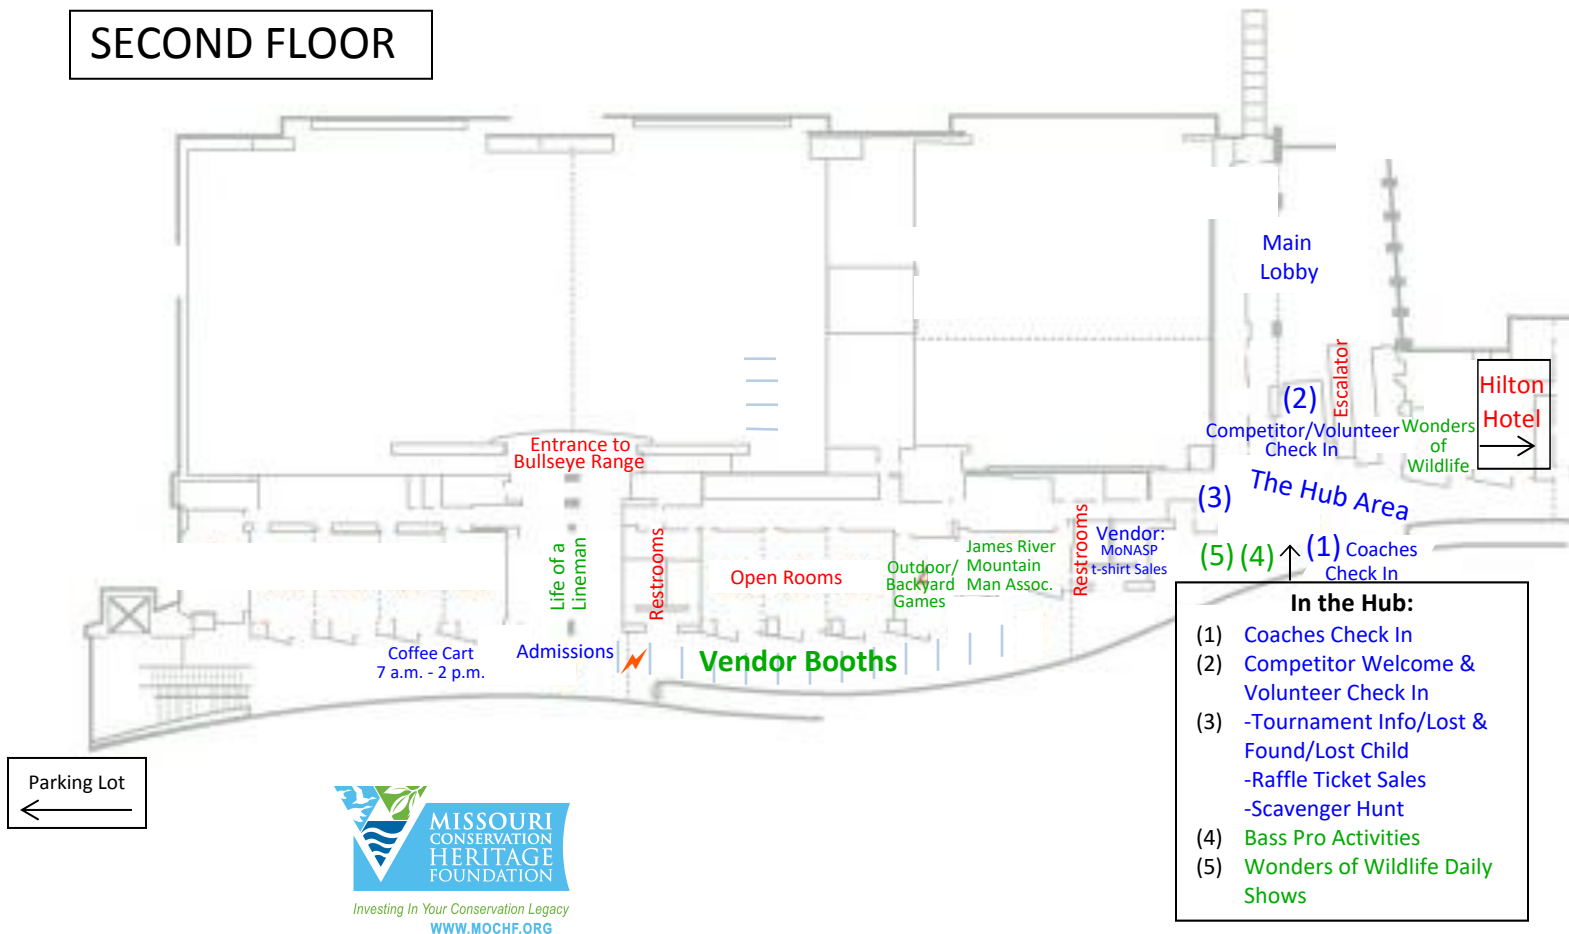 SECOND FLOOR
Main
Lobby
Escalator
Hilton
Hotel
(2)
Competitor/Volunteer
Check In
Wonders
of
Wildlife
Entrance to
Bullseye Range
The Hub Area
(3)
Life of a
Lineman
Restrooms
Open Rooms
Outdoor/
Backyard
Games
James River
Mountain
Man Assoc.
Restrooms
Vendor:
MoNASP
t-shirt Sales
(5) (4)
(1) Coaches
Check In
Coffee Cart
7 a.m. - 2 p.m.
Admissions
Vendor Booths
In the Hub:
(1) Coaches Check In
(2) Competitor Welcome &
Volunteer Check In
(3) -Tournament Info/Lost &
Found/Lost Child
-Raffle Ticket Sales
-Scavenger Hunt
(4) Bass Pro Activities
(5) Wonders of Wildlife Daily
Shows
Parking Lot
MISSOURI
CONSERVATION
HERITAGE
FOUNDATION
Investing In Your Conservation Legacy
WWW.MOCHF.ORG